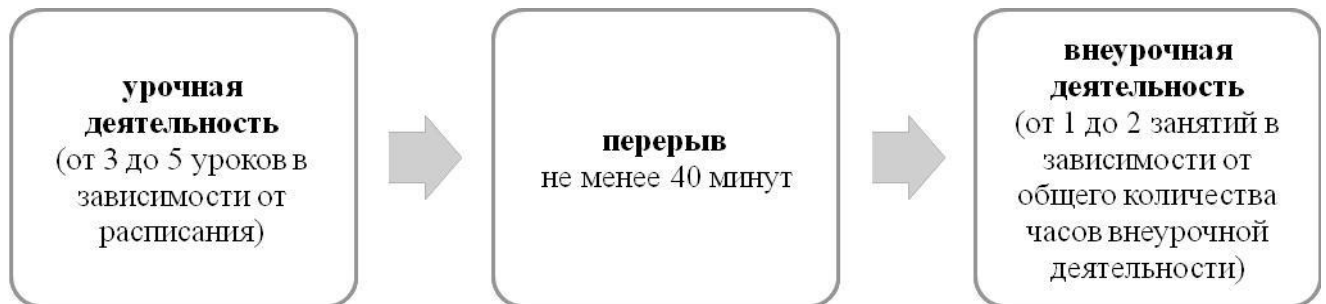 урочная
деятельность
(от 3 до 5 уроков в
зависимости от
расписания)
перерыв
не менее 40 минут
внеурочная
деятельность
(от 1 до 2 занятий в
зависимости от
общего количества
часов внеурочной
деятельности)